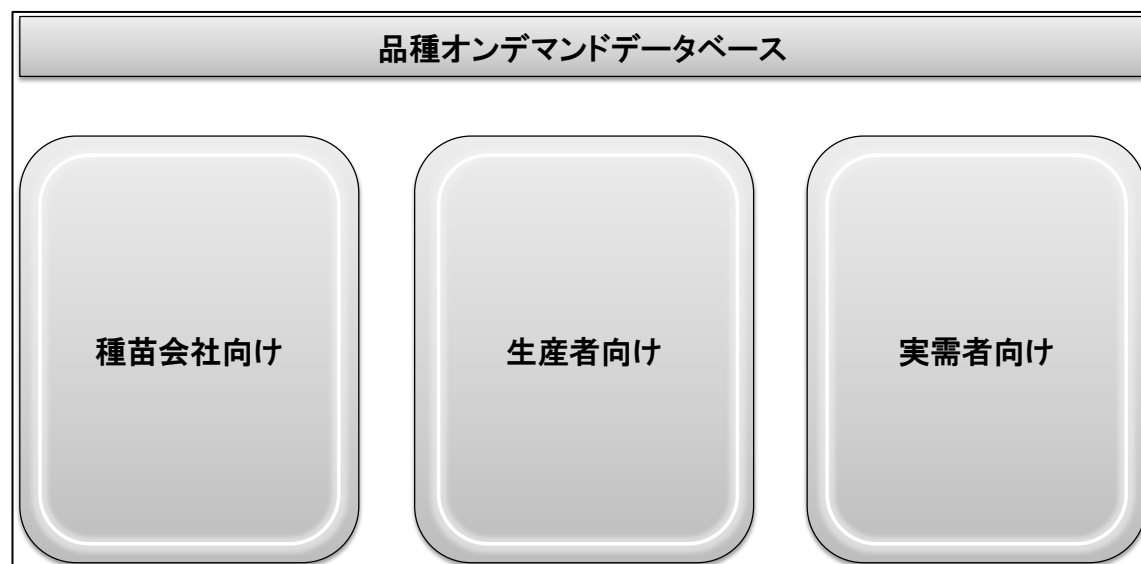 品種オンデマンドデータベース
種苗会社向け
生産者向け
実需者向け